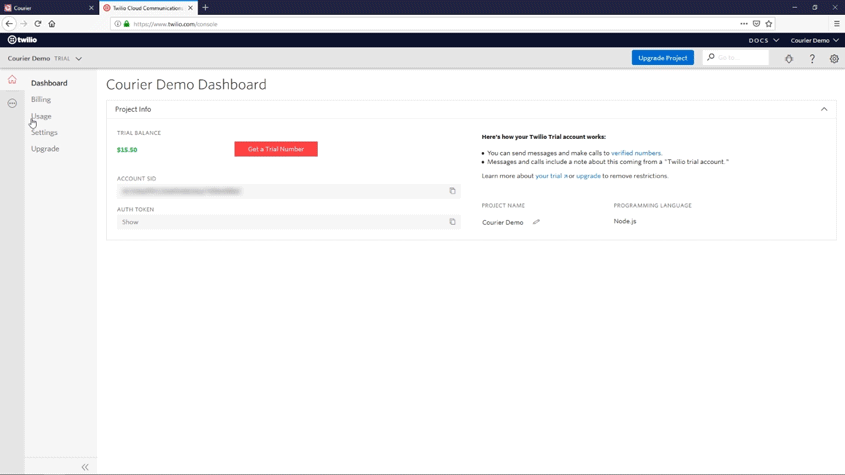 Courier
Twilio Cloud Communication
https://www.twilio.com/console
twilio
DOCS
Courier Demo
Courier Demo TRIAL
Upgrade Project
Go to...
Dashboard
Billing
Usage
Settings
Upgrade
Courier Demo Dashboard
Project Info
TRIAL BALANCE
$15.50
Get a Trial Number
ACCOUNT SID
AUTH TOKEN
Show
Here's how your Twilio Trial account works:
• You can send messages and make calls to verified numbers.
• Messages and calls include a note about this coming from a "Twilio trial account."
Learn more about your trial or upgrade to remove restrictions.
PROJECT NAME
Courier Demo
PROGRAMMING LANGUAGE
Node.js